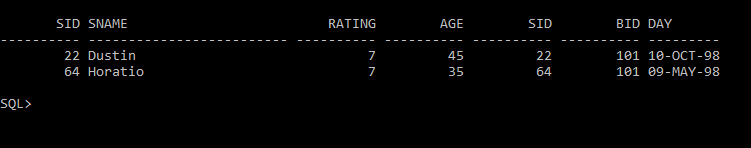 SID SNAME RATING AGE SID BID DAY
---------- ------------------------- ---------- ---------- ---------- ---------- ---------
22 Dustin 7 45 22 101 10-OCT-98
64 Horatio 7 35 64 101 09-MAY-98
SQL>